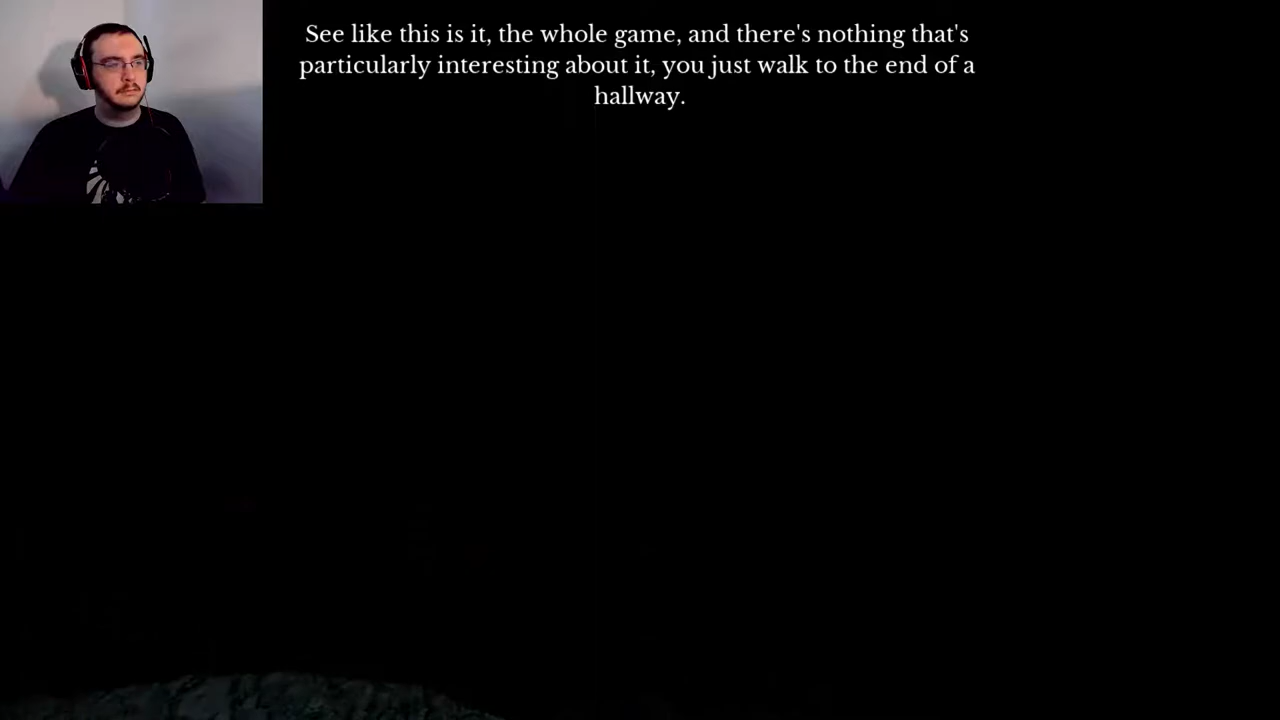 See like this is it, the whole game, and there's nothing that's
particularly interesting about it, you just walk to the end of a
hallway.